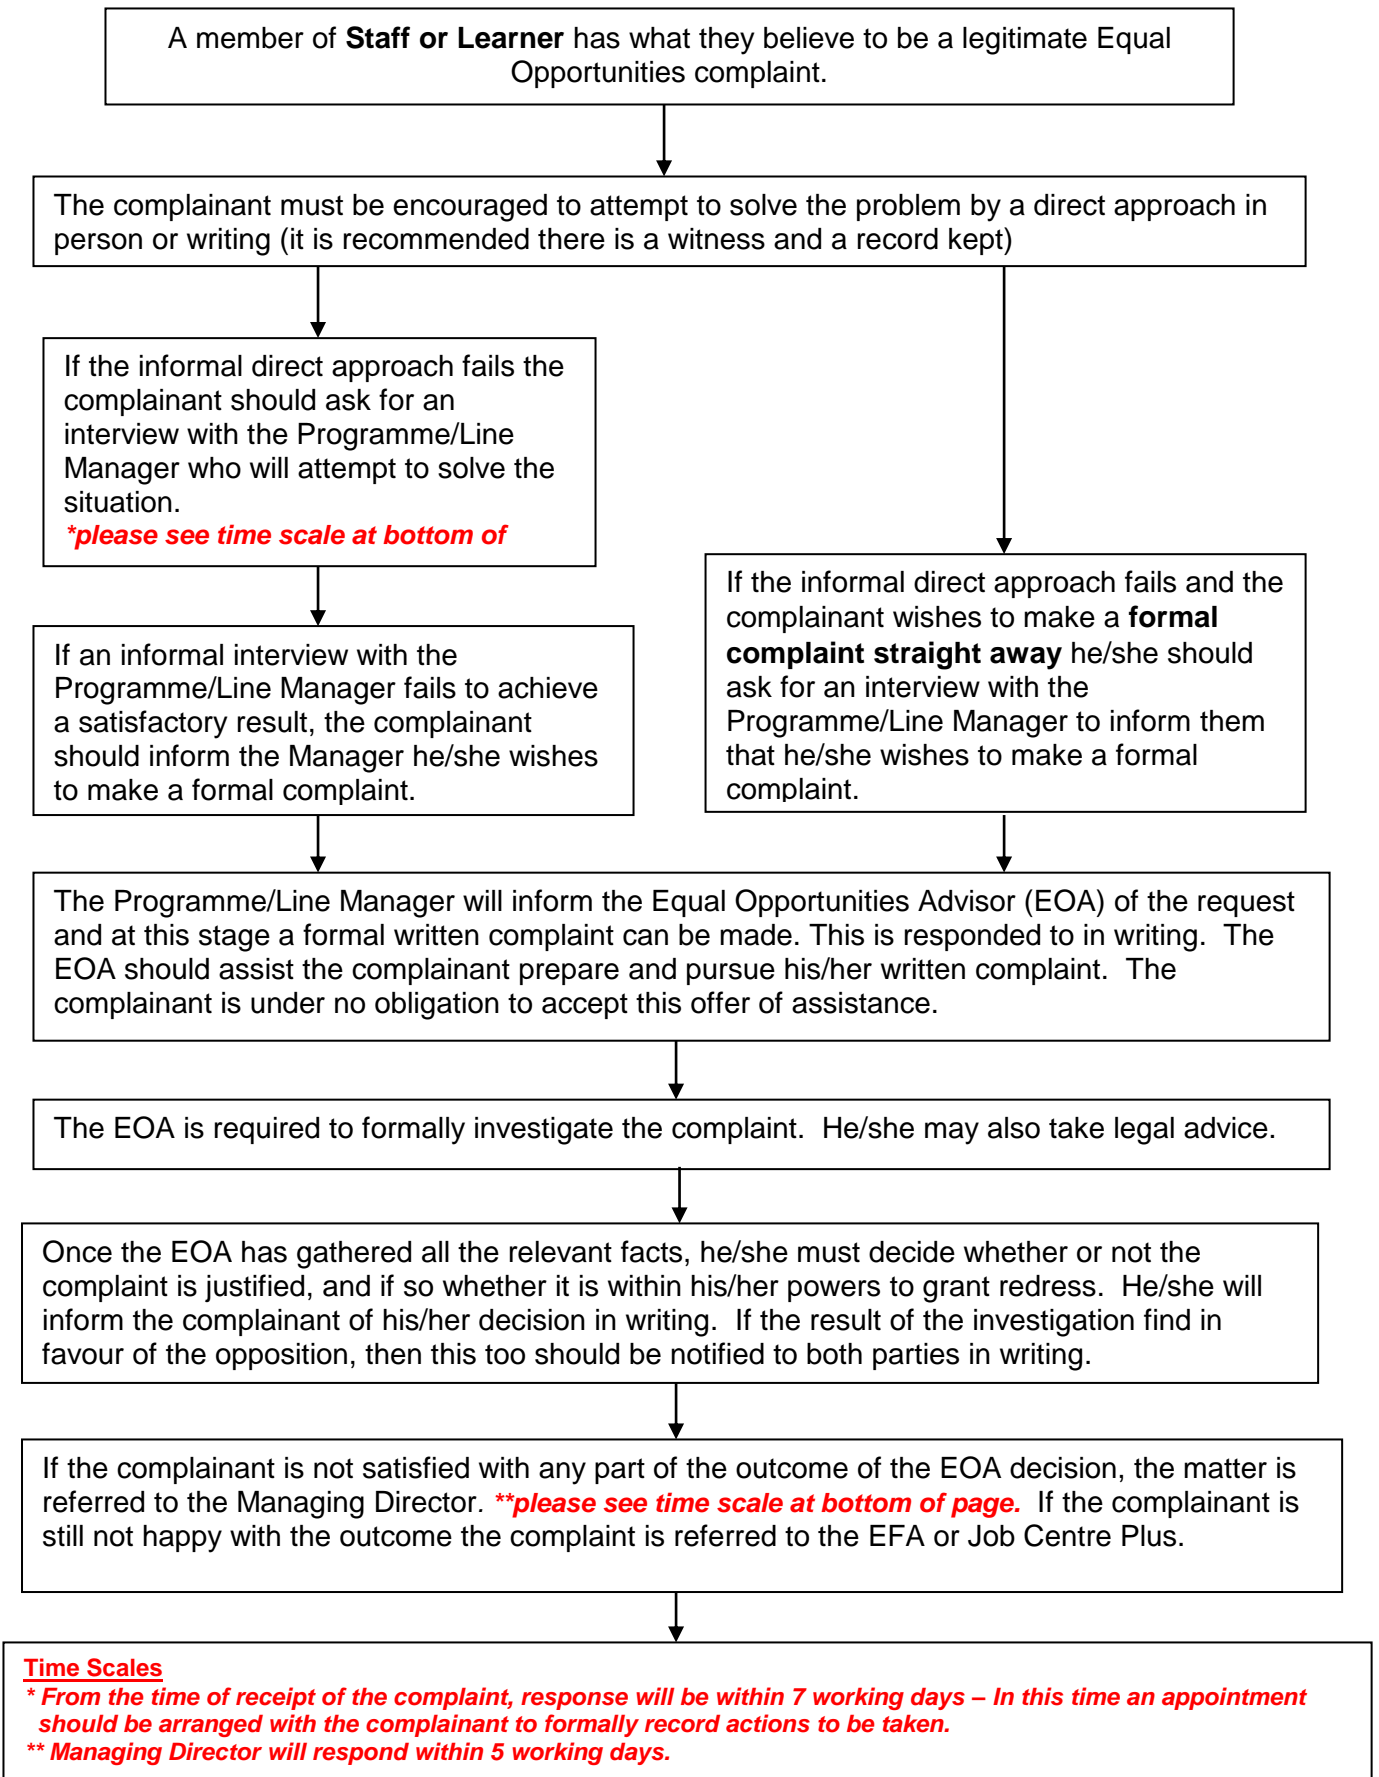 A member of Staff or Learner has what they believe to be a legitimate Equal
Opportunities complaint.
The complainant must be encouraged to attempt to solve the problem by a direct approach in
person or writing (it is recommended there is a witness and a record kept)
If the informal direct approach fails the
complainant should ask for an
interview with the Programme/Line
Manager who will attempt to solve the
situation.
*please see time scale at bottom of
If an informal interview with the
Programme/Line Manager fails to achieve
a satisfactory result, the complainant
should inform the Manager he/she wishes
to make a formal complaint.
If the informal direct approach fails and the
complainant wishes to make a formal
complaint straight away he/she should
ask for an interview with the
Programme/Line Manager to inform them
that he/she wishes to make a formal
complaint.
The Programme/Line Manager will inform the Equal Opportunities Advisor (EOA) of the request
and at this stage a formal written complaint can be made. This is responded to in writing.  The
EOA should assist the complainant prepare and pursue his/her written complaint.  The
complainant is under no obligation to accept this offer of assistance.
The EOA is required to formally investigate the complaint.  He/she may also take legal advice.
Once the EOA has gathered all the relevant facts, he/she must decide whether or not the
complaint is justified, and if so whether it is within his/her powers to grant redress.  He/she will
inform the complainant of his/her decision in writing.  If the result of the investigation find in
favour of the opposition, then this too should be notified to both parties in writing.
If the complainant is not satisfied with any part of the outcome of the EOA decision, the matter is
referred to the Managing Director. **please see time scale at bottom of page.  If the complainant is
still not happy with the outcome the complaint is referred to the EFA or Job Centre Plus.
Time Scales
* From the time of receipt of the complaint, response will be within 7 working days – In this time an appointment
should be arranged with the complainant to formally record actions to be taken.
** Managing Director will respond within 5 working days.